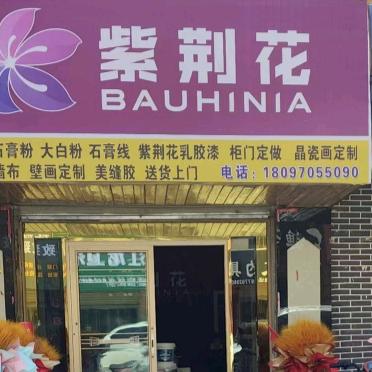 紫荆花
BAUHINIA
石膏粉 大白粉 石膏线 紫荆花乳胶漆 柜门定做 晶瓷画定制
墙布 壁画定制 美缝胶 送货上门 电话:18097055090
花